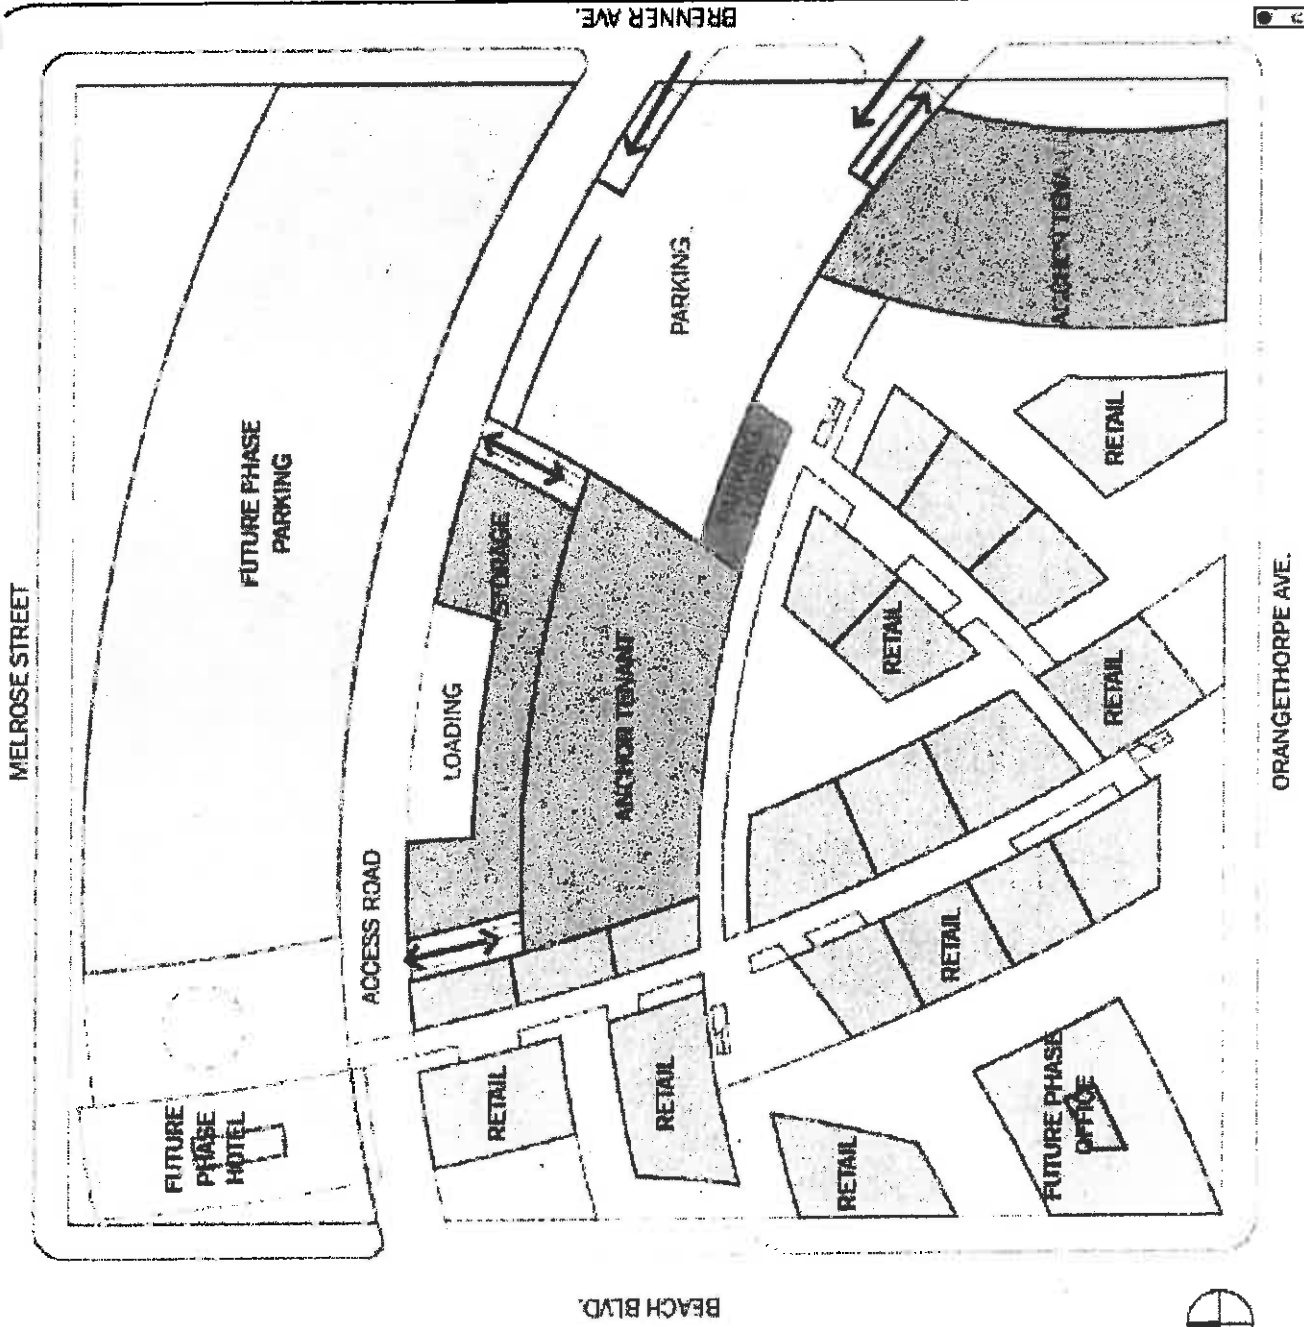 BRENNER AVE.
MELROSE STREET
FUTURE PHASE
PARKING
PARKING
ANCHOR TENANT
PARKING
STORAGE
LOADING
ANCHOR TENANT
RETAIL
RETAIL
RETAIL
ACCESS ROAD
RETAIL
FUTURE
PHASE
HOTEL
RETAIL
RETAIL
RETAIL
FUTURE PHASE
OFFICE
ORANGETHORPE AVE.
BEACH BLVD.